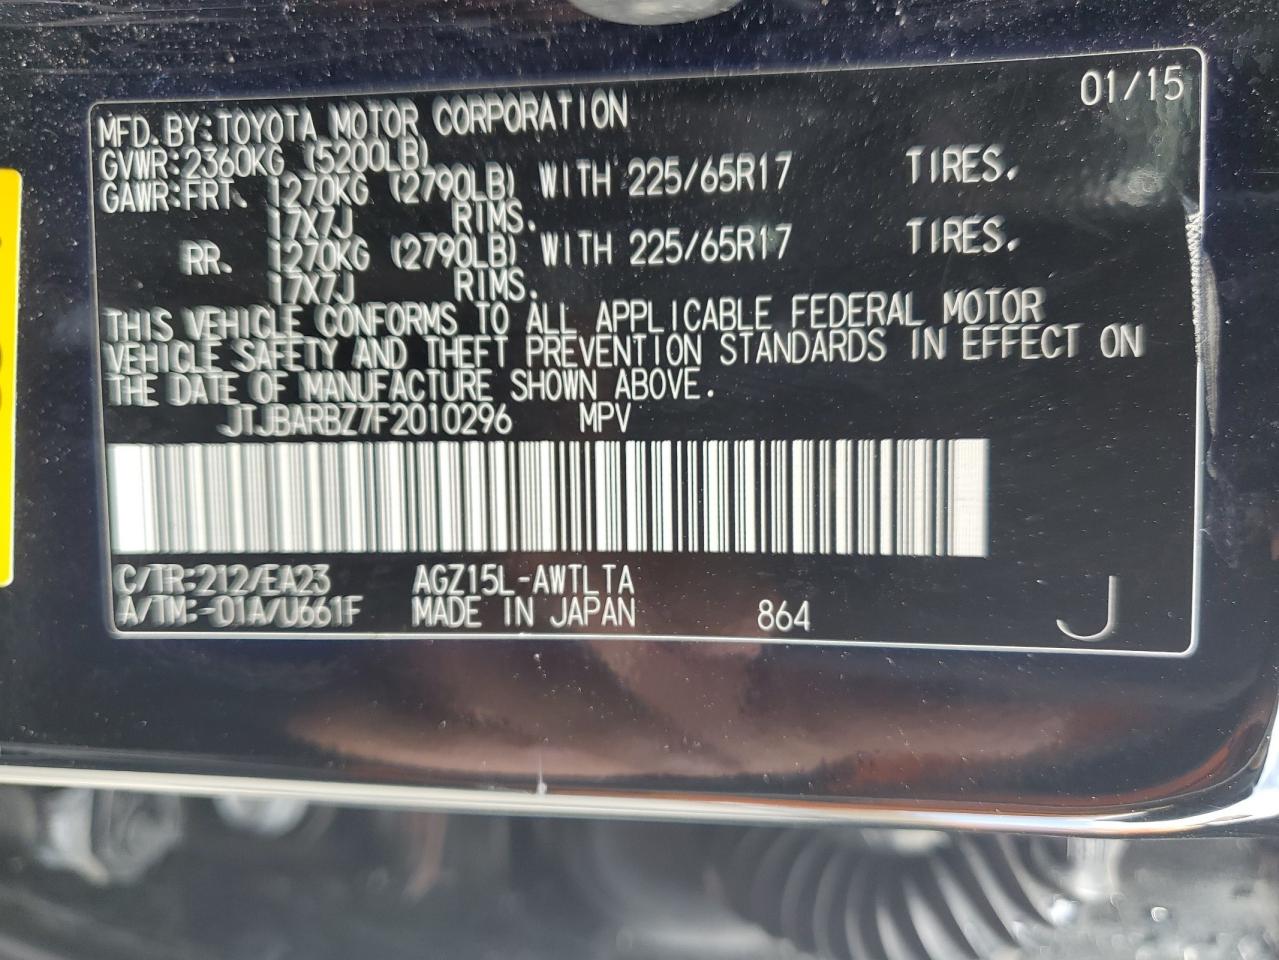 01/15
MFD.BY:TOYOTA MOTOR CORPORATION
GVWR:2360KG (5200LB)
GAWR:FRT. 1270KG (2790LB) WITH 225/65R17 TIRES.
17X7J RIMS.
RR. 1270KG (2790LB) WITH 225/65R17 TIRES.
17X7J RIMS.
THIS VEHICLE CONFORMS TO ALL APPLICABLE FEDERAL MOTOR
VEHICLE SAFETY AND THEFT PREVENTION STANDARDS IN EFFECT ON
THE DATE OF MANUFACTURE SHOWN ABOVE.
JTJBARBZ7F2010296 MPV
C/TR:212/EA23 AGZ15L-AWTLTA
A/TM:-01A/U661F MADE IN JAPAN 864 J